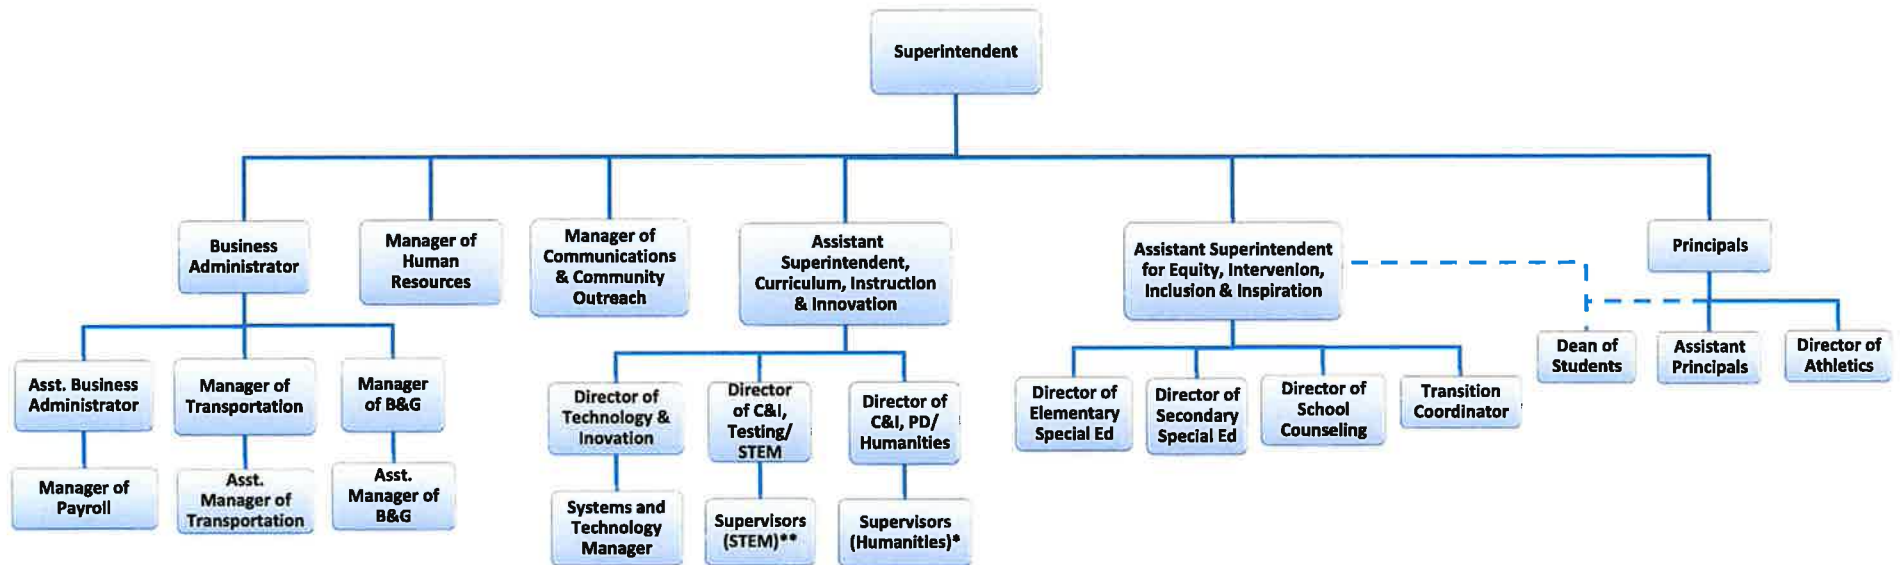 Superintendent
Business
Administrator
Manager of
Human
Resources
Manager of
Communications
& Community
Outreach
Assistant
Superintendent,
Curriculum, Instruction
& Innovation
Assistant Superintendent
for Equity, Intervenion,
Inclusion & Inspiration
Principals
Asst. Business
Administrator
Manager of
Transportation
Manager
of B&G
Director of
Technology &
Inovation
Director
of C&I,
Testing/
STEM
Director of
C&I, PD/
Humanities
Director of
Elementary
Special Ed
Director of
Secondary
Special Ed
Director of
School
Counseling
Transition
Coordinator
Dean of
Students
Assistant
Principals
Director of
Athletics
Manager of
Payroll
Asst.
Manager of
Transportation
Asst.
Manager of
B&G
Systems and
Technology
Manager
Supervisors
(STEM)**
Supervisors
(Humanities)*